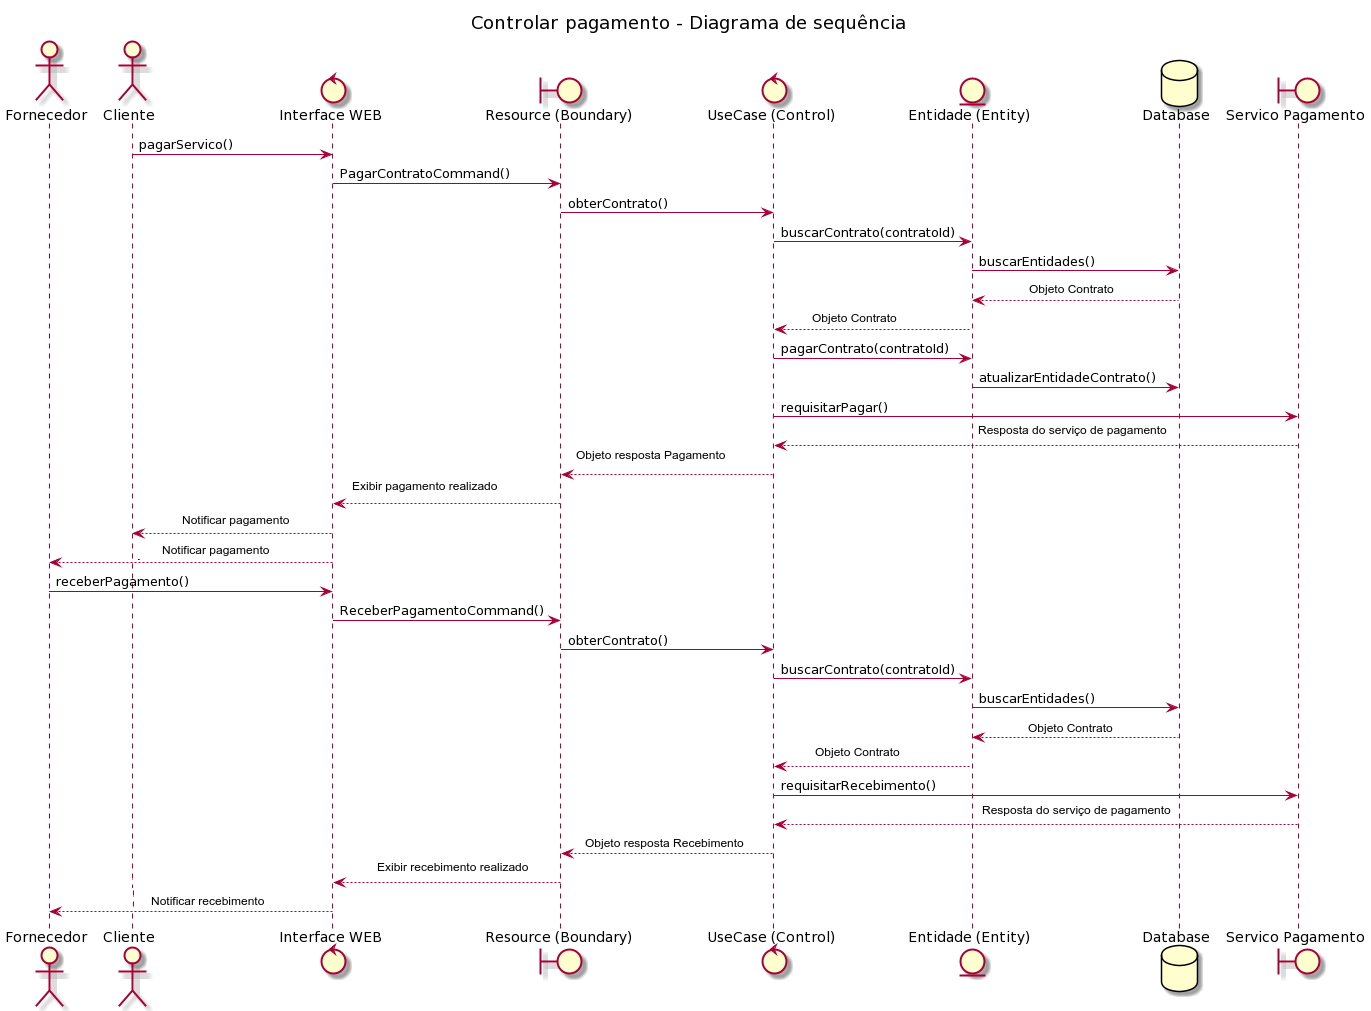 Controlar pagamento - Diagrama de sequência
Fornecedor Cliente Interface WEB Resource (Boundary) UseCase (Control) Entidade (Entity) Database Servico Pagamento
pagarServico()
PagarContratoCommand()
obterContrato()
buscarContrato(contratoId)
buscarEntidades()
Objeto Contrato
Objeto Contrato
pagarContrato(contratoId)
atualizarEntidadeContrato()
requisitarPagar()
Resposta do serviço de pagamento
Objeto resposta Pagamento
Exibir pagamento realizado
Notificar pagamento
Notificar pagamento
receberPagamento()
ReceberPagamentoCommand()
obterContrato()
buscarContrato(contratoId)
buscarEntidades()
Objeto Contrato
Objeto Contrato
requisitarRecebimento()
Resposta do serviço de pagamento
Objeto resposta Recebimento
Exibir recebimento realizado
Notificar recebimento
Fornecedor Cliente Interface WEB Resource (Boundary) UseCase (Control) Entidade (Entity) Database Servico Pagamento